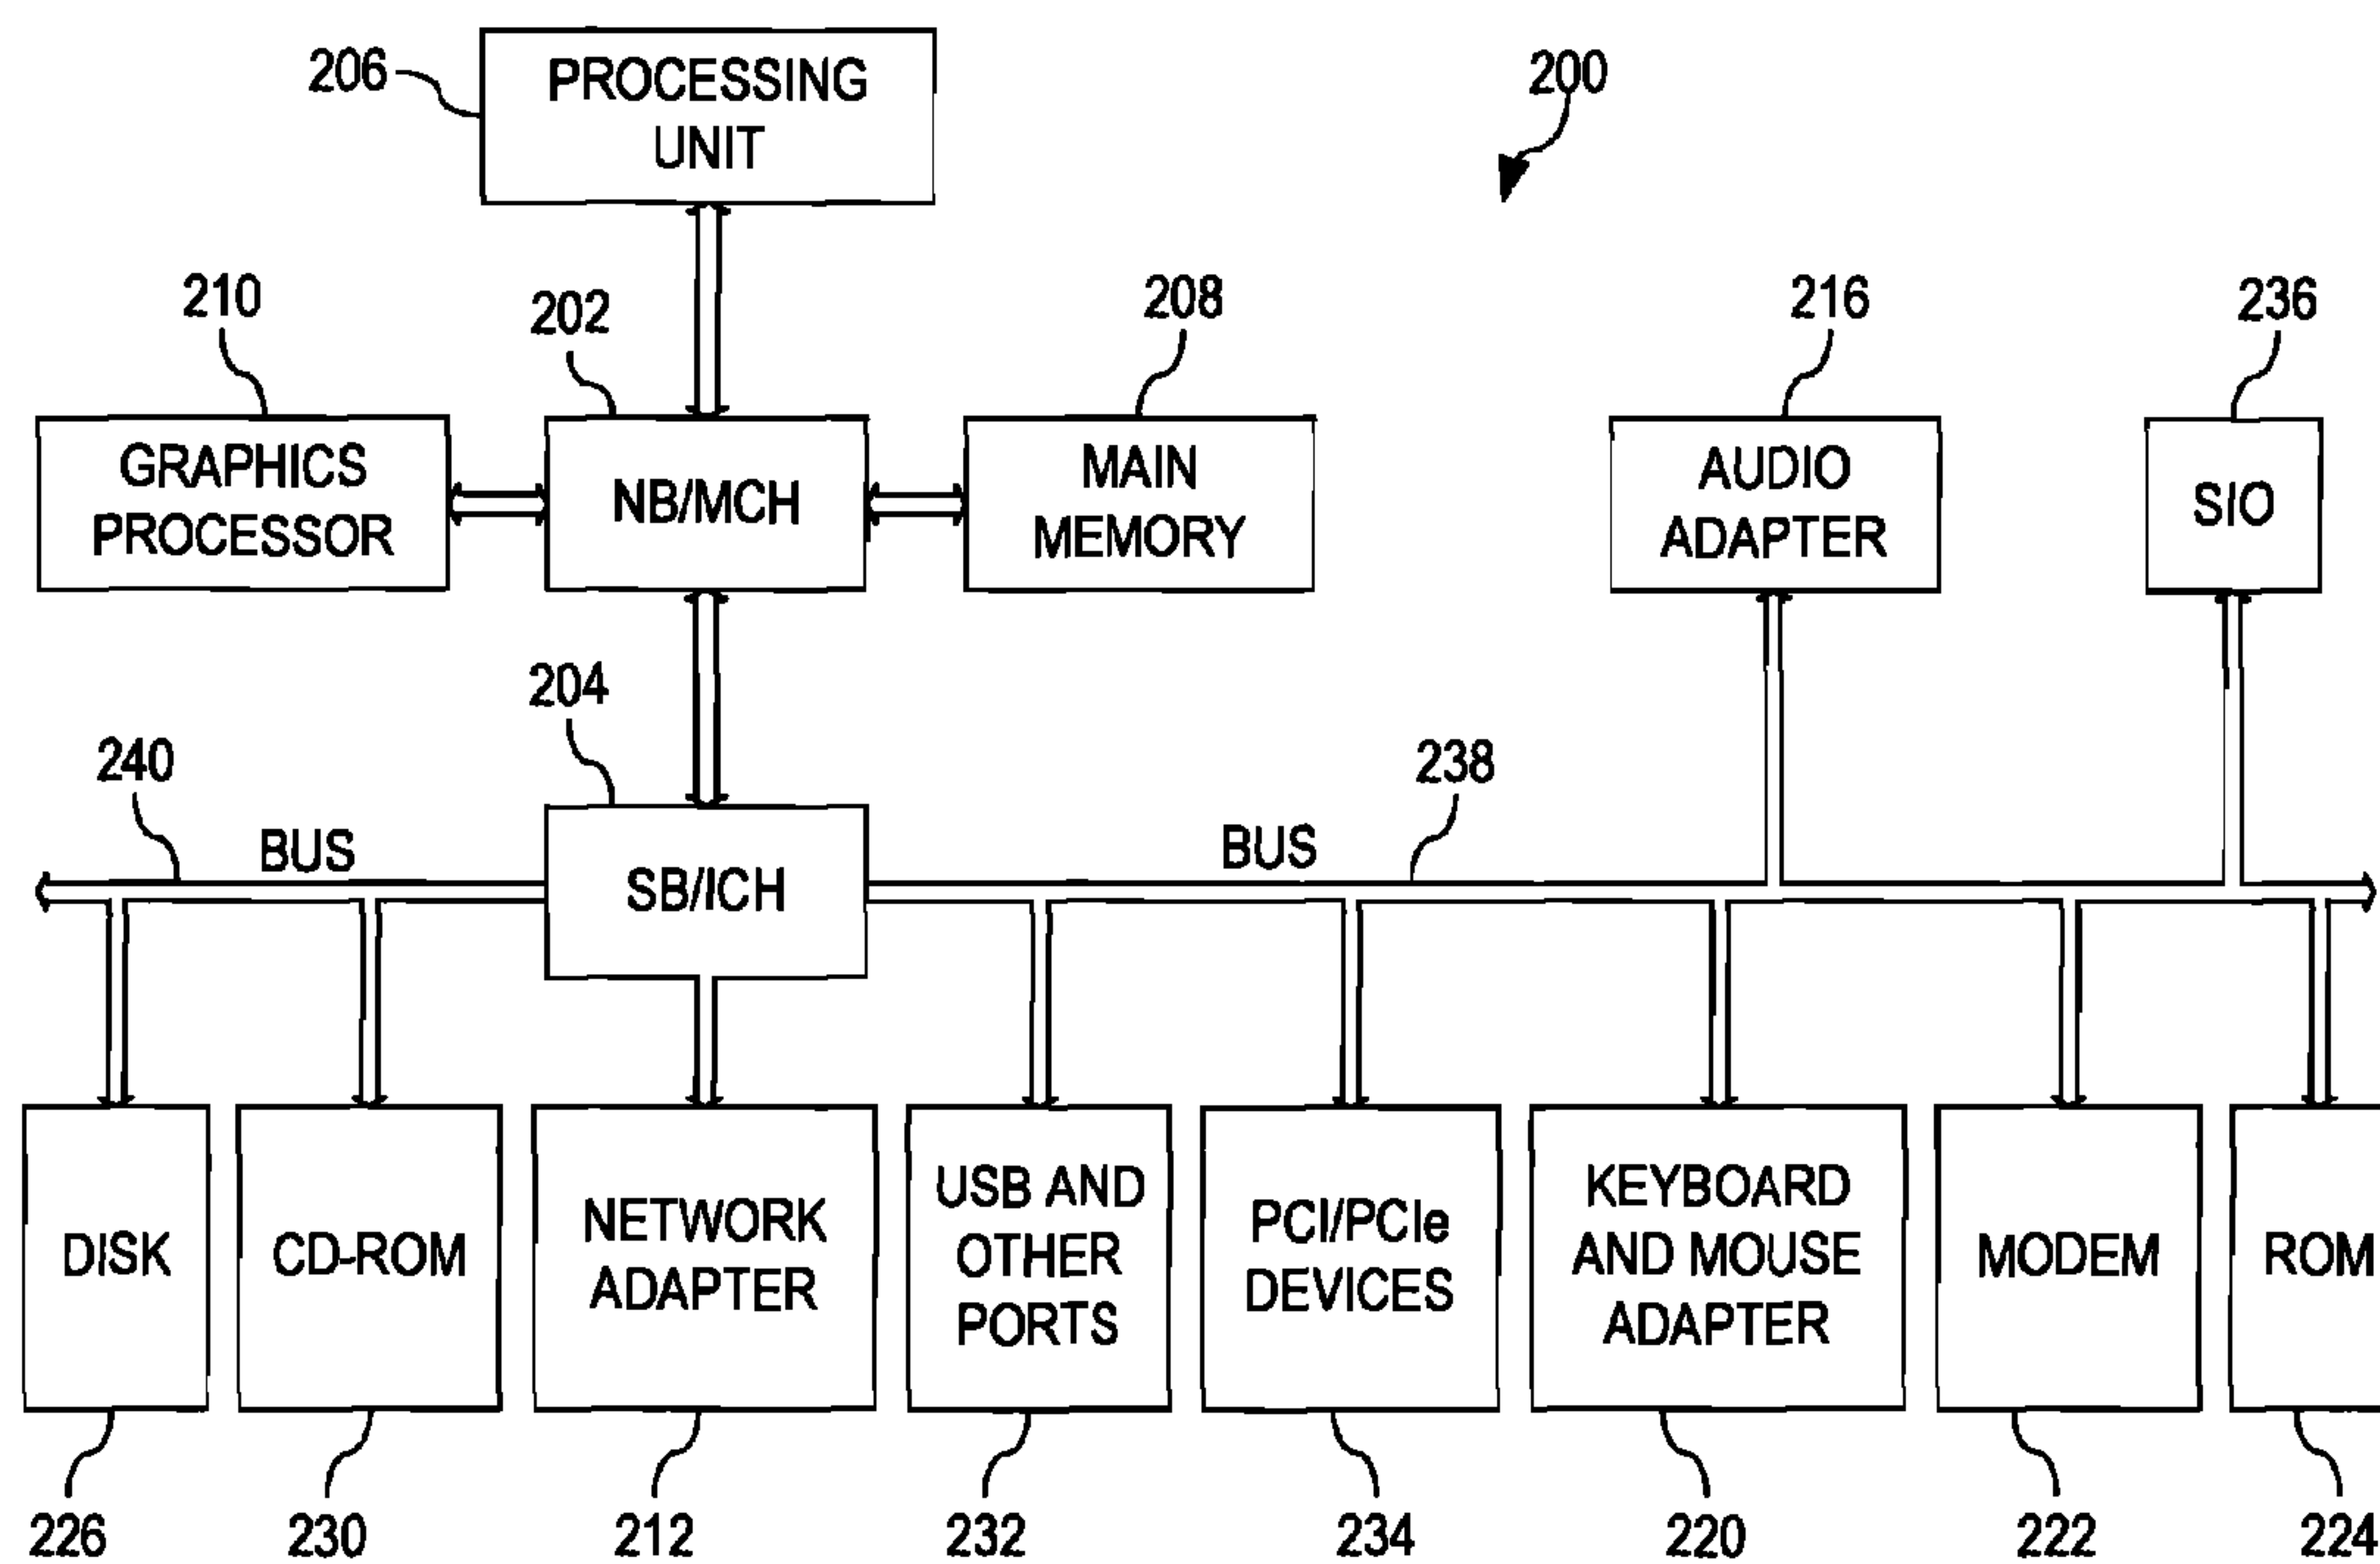 206
PROCESSING
UNIT
200
210
202
208
216
236
GRAPHICS
PROCESSOR
NB/MCH
MAIN
MEMORY
AUDIO
ADAPTER
SIO
204
240
BUS
SB/ICH
BUS
238
DISK
CD-ROM
NETWORK
ADAPTER
USB AND
OTHER
PORTS
PCI/PCIe
DEVICES
KEYBOARD
AND MOUSE
ADAPTER
MODEM
ROM
226
230
212
232
234
220
222
224